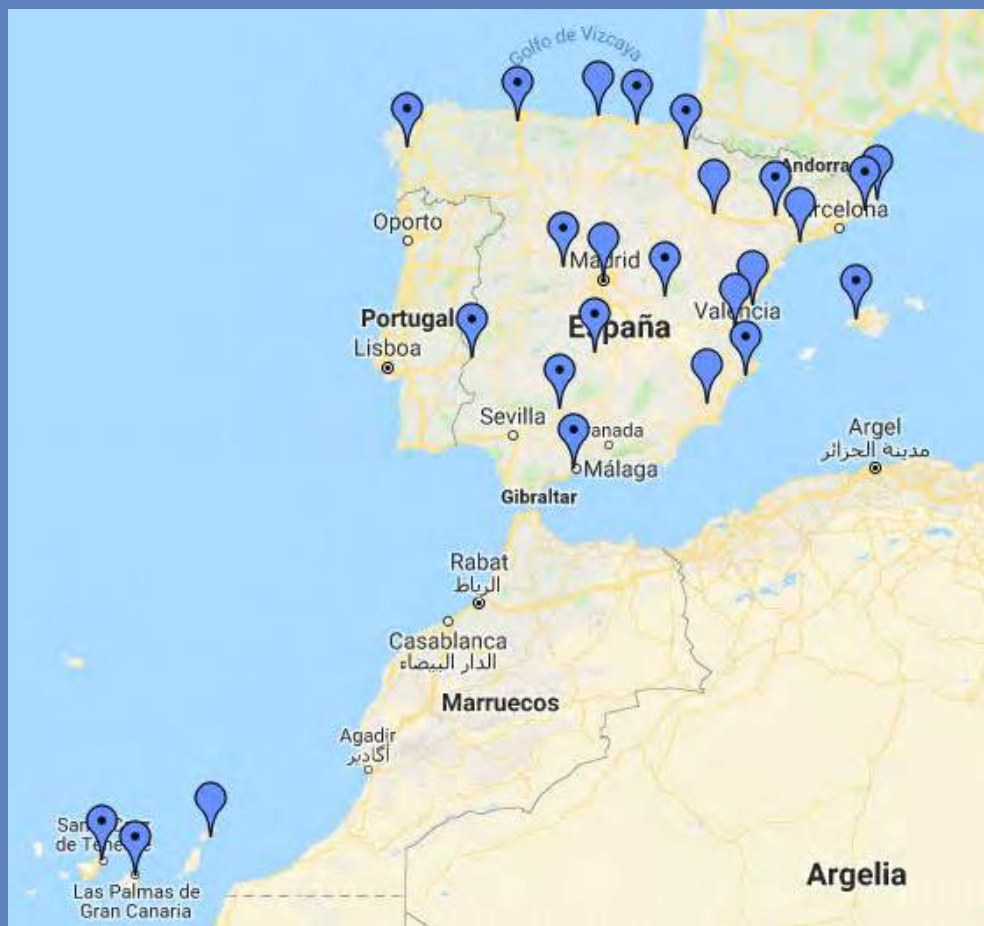 Golfo de Vizcaya
Andorra
Oporto
Barcelona
Madrid
Portugal
España
Valencia
Lisboa
Sevilla
Granada
Málaga
Gibraltar
Argel
مدينة الجزائر
Rabat
الرباط
Casablanca
الدار البيضاء
Marruecos
Agadir
أكادير
Santa Cruz
de Tenerife
Las Palmas de
Gran Canaria
Argelia